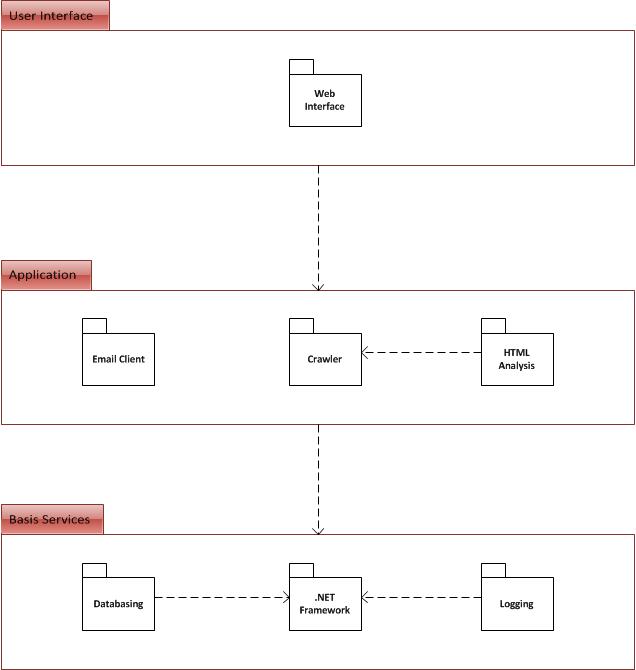 User Interface
Web
Interface
Application
Email Client
Crawler
HTML
Analysis
Basis Services
Databasing
.NET
Framework
Logging